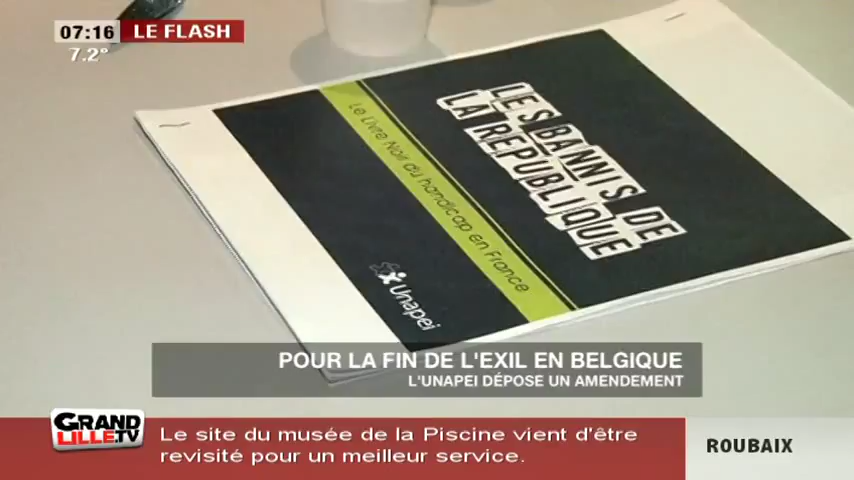 07:16 LE FLASH
7.2°
LES BANNIS DE
LA RÉPUBLIQUE
Le Livre Noir du handicap en France
Unapei
POUR LA FIN DE L'EXIL EN BELGIQUE
L'UNAPEI DÉPOSE UN AMENDEMENT
GRAND
LILLE.TV
Le site du musée de la Piscine vient d'être
revisité pour un meilleur service.
ROUBAIX